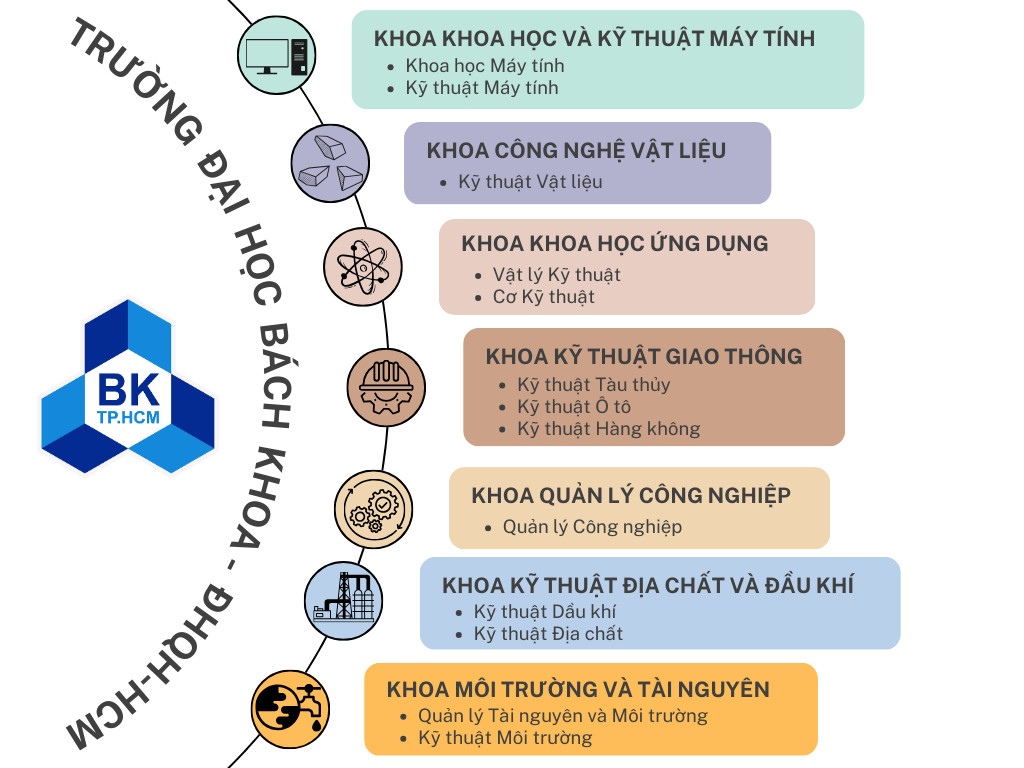 TRƯỜNG ĐẠI HỌC BÁCH KHOA - ĐHQH-HCM
BK
TP.HCM
KHOA KHOA HỌC VÀ KỸ THUẬT MÁY TÍNH
• Khoa học Máy tính
• Kỹ thuật Máy tính
KHOA CÔNG NGHỆ VẬT LIỆU
• Kỹ thuật Vật liệu
KHOA KHOA HỌC ỨNG DỤNG
• Vật lý Kỹ thuật
• Cơ Kỹ thuật
KHOA KỸ THUẬT GIAO THÔNG
• Kỹ thuật Tàu thủy
• Kỹ thuật Ô tô
• Kỹ thuật Hàng không
KHOA QUẢN LÝ CÔNG NGHIỆP
• Quản lý Công nghiệp
KHOA KỸ THUẬT ĐỊA CHẤT VÀ ĐẦU KHÍ
• Kỹ thuật Dầu khí
• Kỹ thuật Địa chất
KHOA MÔI TRƯỜNG VÀ TÀI NGUYÊN
• Quản lý Tài nguyên và Môi trường
• Kỹ thuật Môi trường